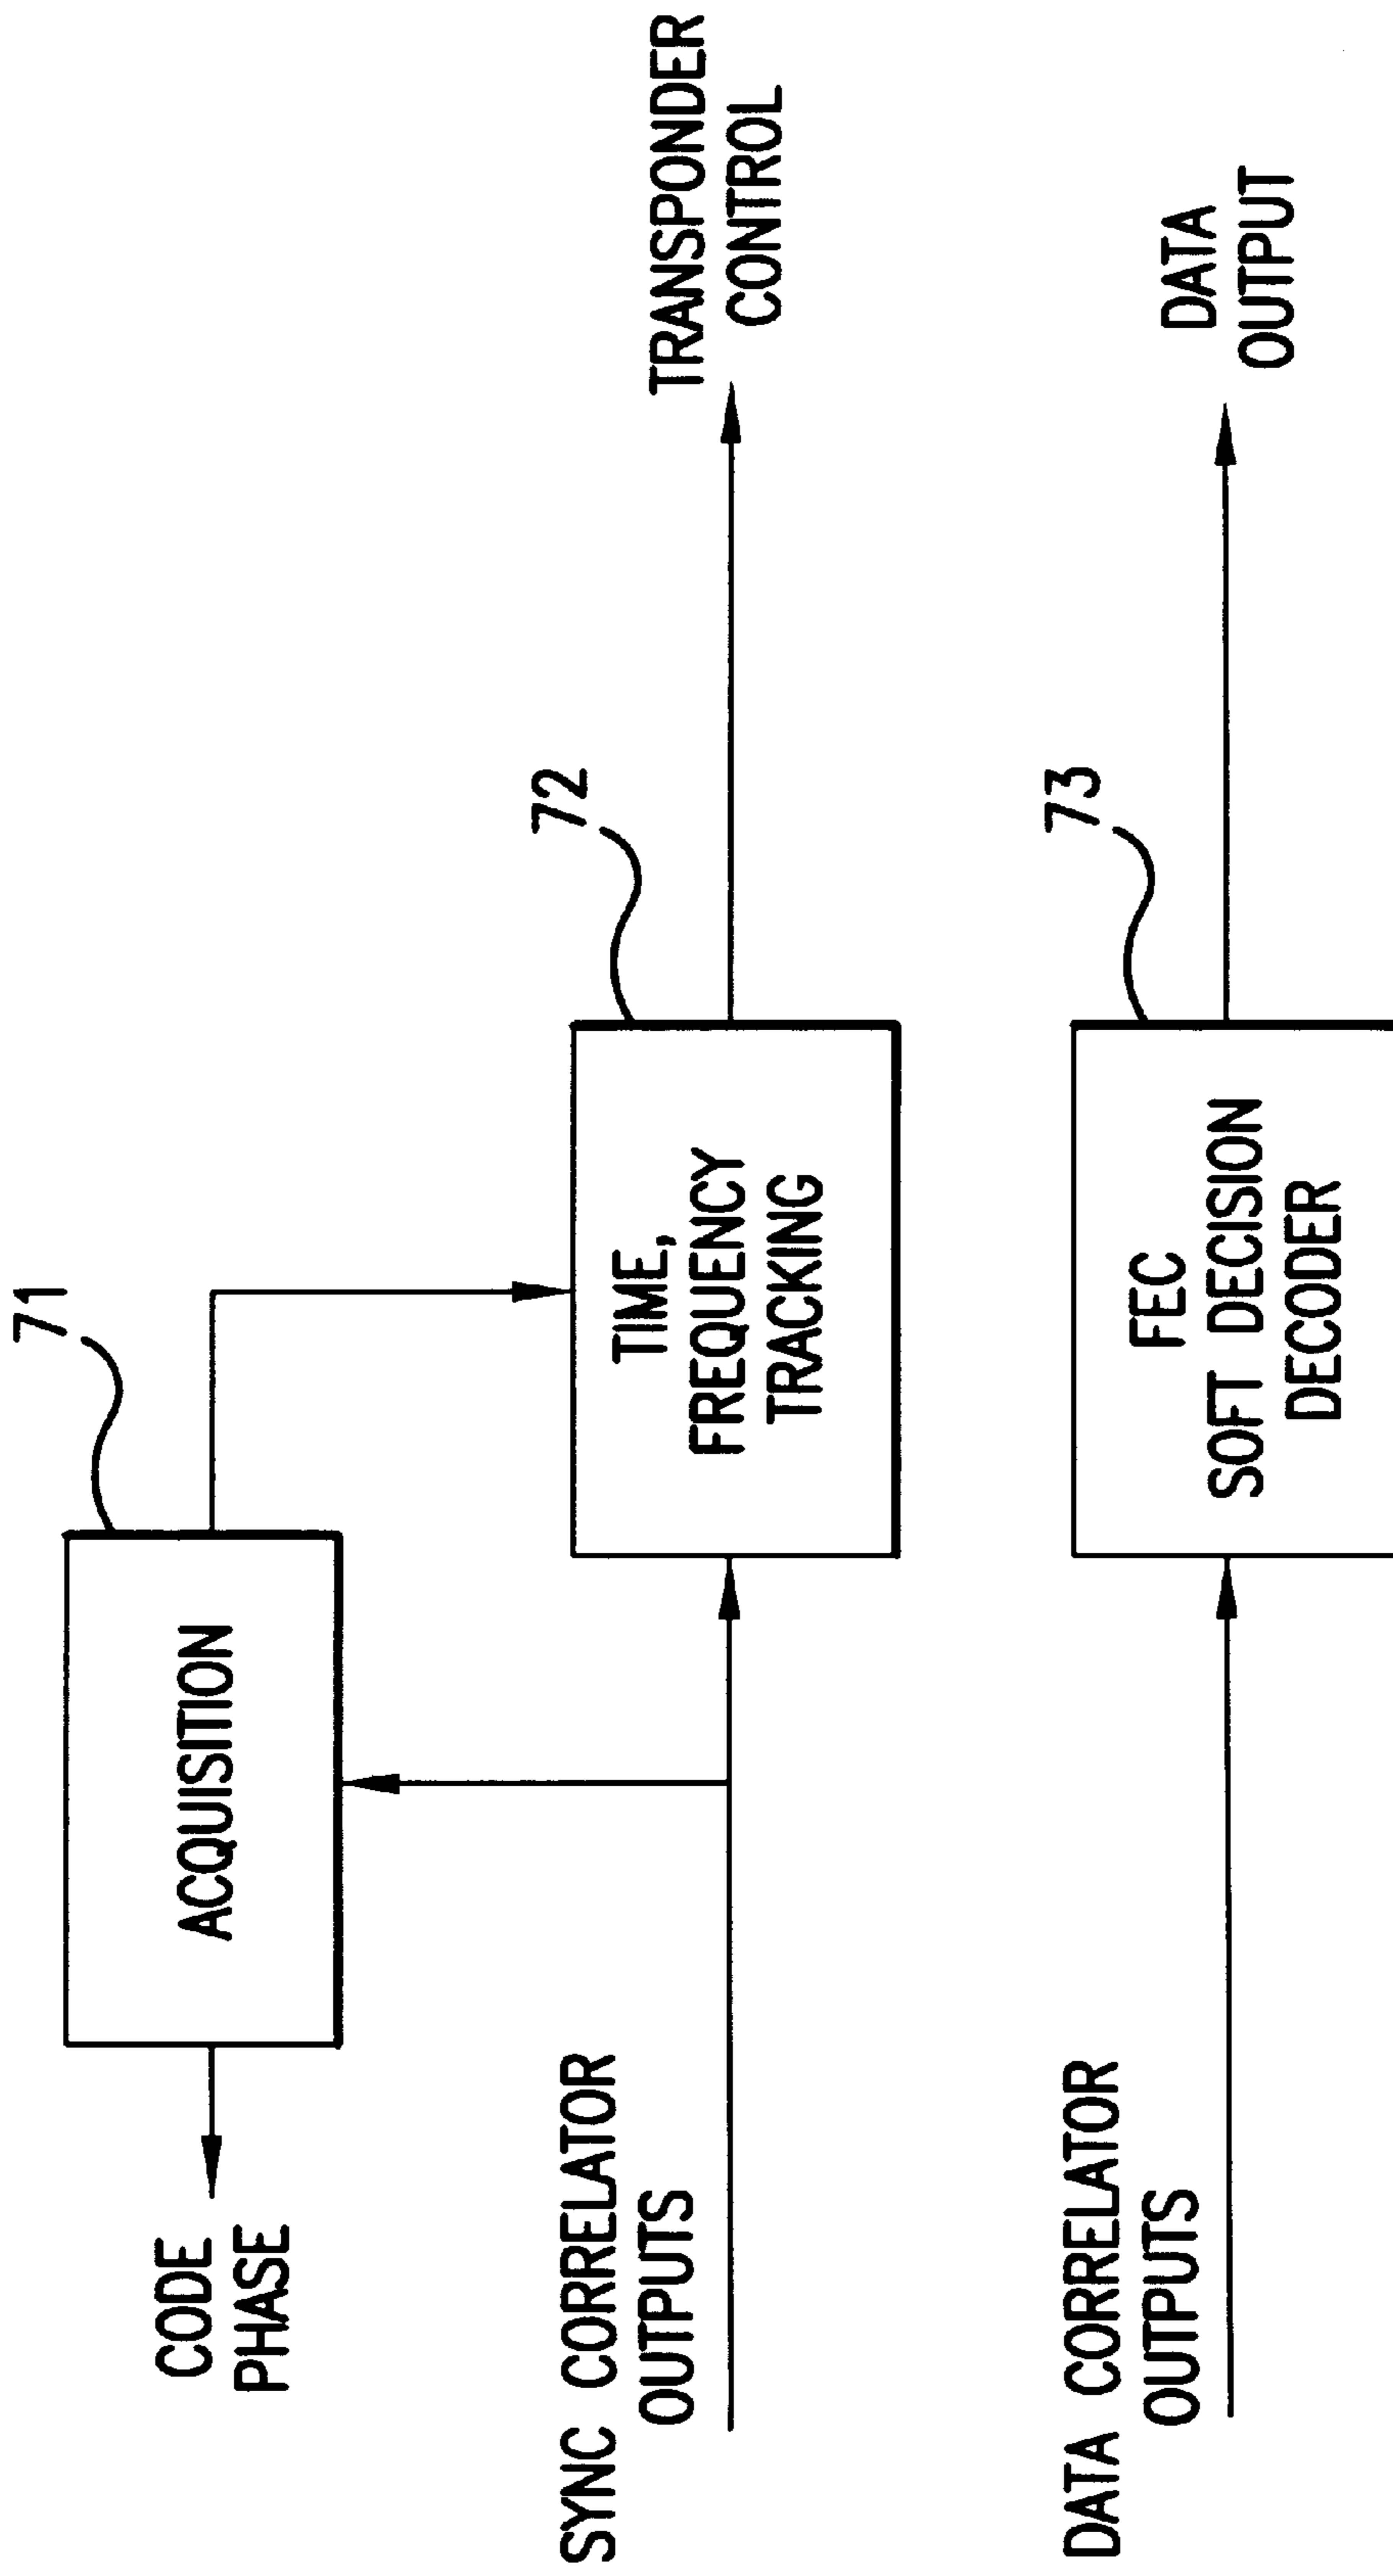 71
ACQUISITION
CODE
PHASE
72
TIME,
FREQUENCY
TRACKING
SYNC CORRELATOR
OUTPUTS
TRANSPONDER
CONTROL
73
FEC
SOFT DECISION
DECODER
DATA CORRELATOR
OUTPUTS
DATA
OUTPUT